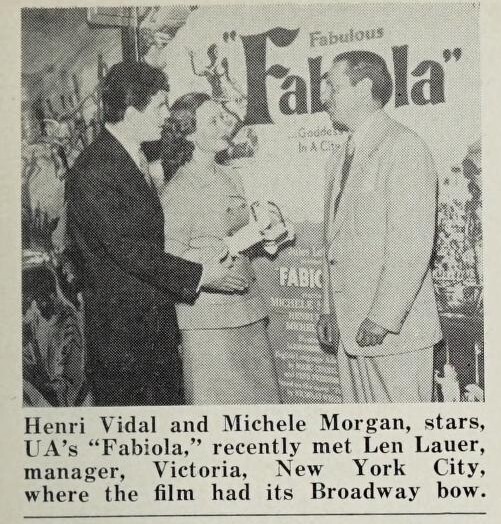 Fabulous
"Fabiola"
...Goddess
In A City
"FABIO
MICHELE
HENRI
Henri Vidal and Michele Morgan, stars,
UA's "Fabiola," recently met Len Lauer,
manager, Victoria, New York City,
where the film had its Broadway bow.